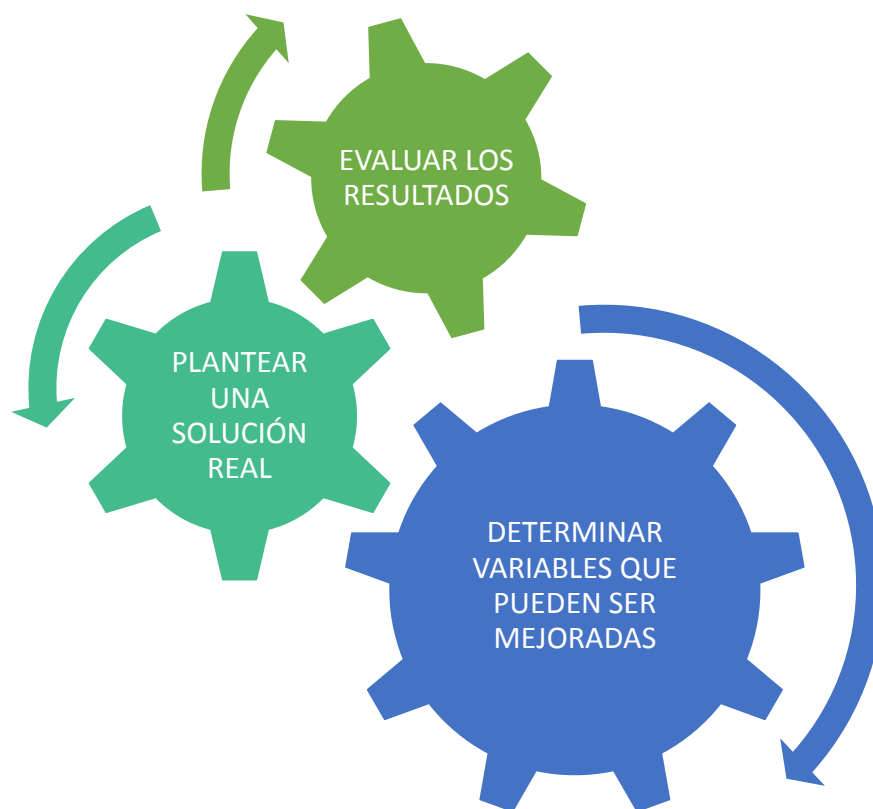 EVALUAR LOS
RESULTADOS
PLANTEAR
UNA
SOLUCIÓN
REAL
DETERMINAR
VARIABLES QUE
PUEDEN SER
MEJORADAS